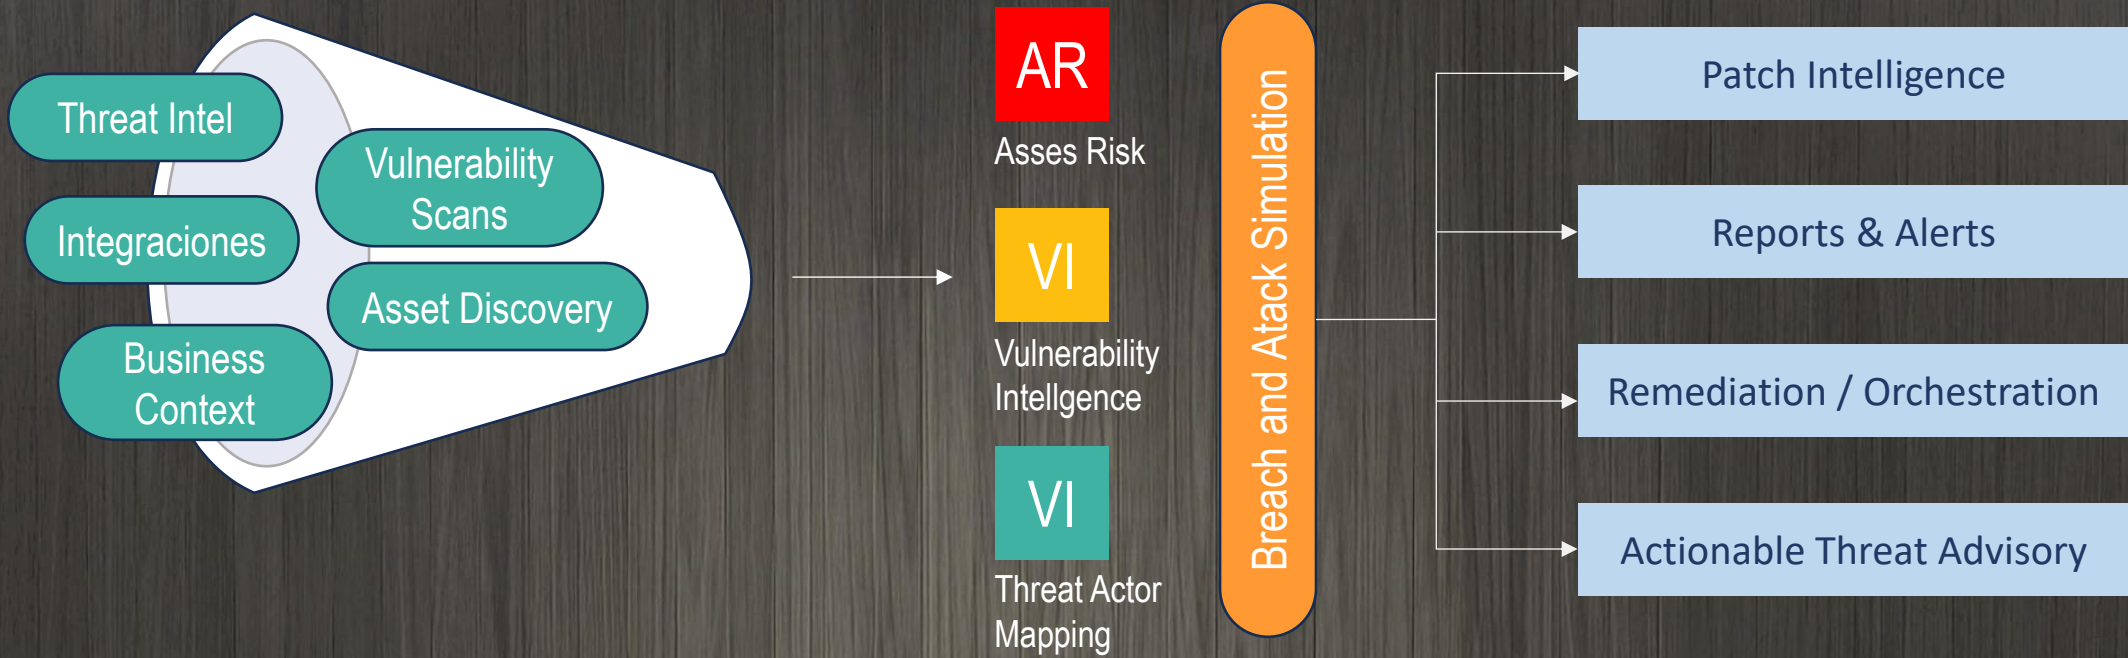 Threat Intel
Vulnerability
Scans
Integraciones
Asset Discovery
Business
Context
AR
Asses Risk
VI
Vulnerability
Intellgence
VI
Threat Actor
Mapping
Breach and Atack Simulation
Patch Intelligence
Reports & Alerts
Remediation / Orchestration
Actionable Threat Advisory